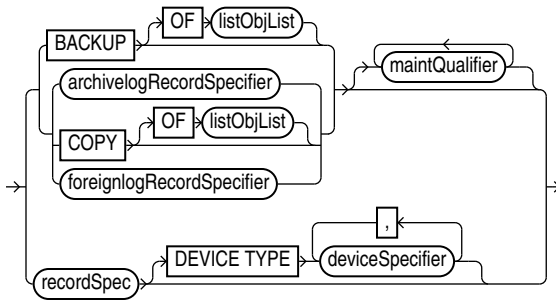 BACKUP OF listObjList
maintQualifier
archivelogRecordSpecifier
COPY OF listObjList
foreignlogRecordSpecifier
recordSpec DEVICE TYPE , deviceSpecifier